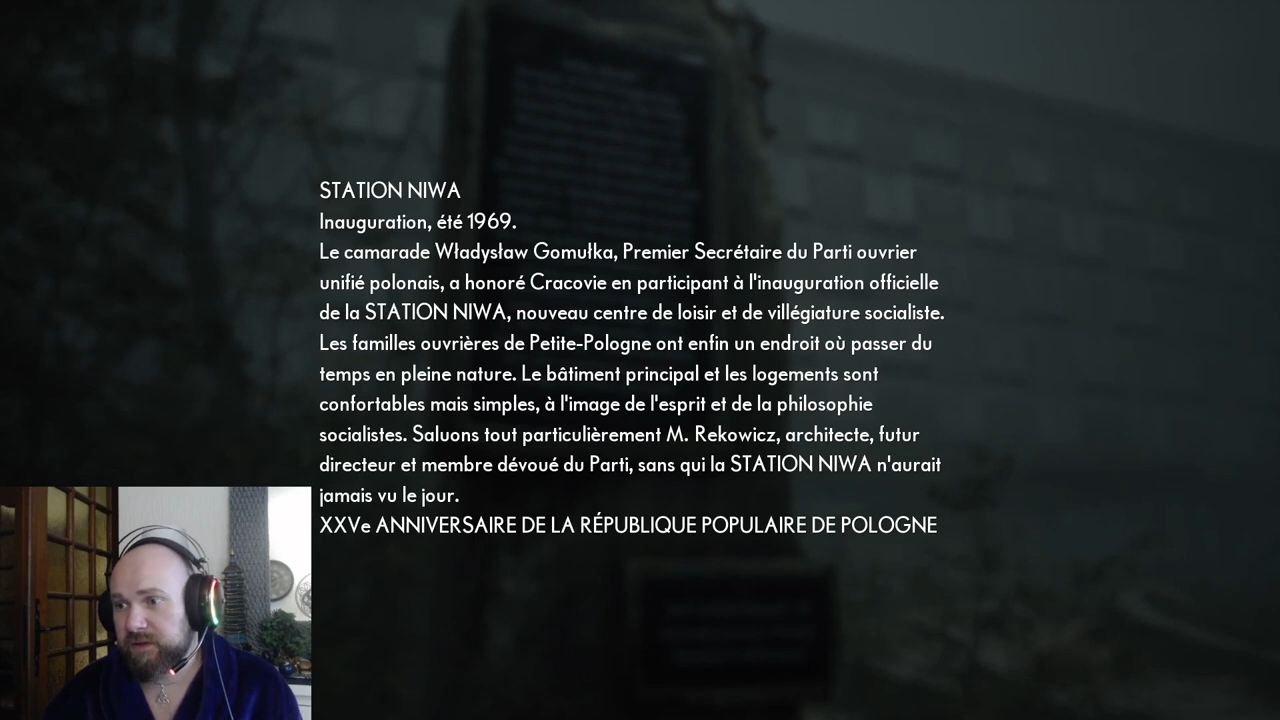 STATION NIWA
Inauguration, été 1969.
Le camarade Władysław Gomułka, Premier Secrétaire du Parti ouvrier
unifié polonais, a honoré Cracovie en participant à l'inauguration officielle
de la STATION NIWA, nouveau centre de loisir et de villégiature socialiste.
Les familles ouvrières de Petite-Pologne ont enfin un endroit où passer du
temps en pleine nature. Le bâtiment principal et les logements sont
confortables mais simples, à l'image de l'esprit et de la philosophie
socialistes. Saluons tout particulièrement M. Rekowicz, architecte, futur
directeur et membre dévoué du Parti, sans qui la STATION NIWA n'aurait
jamais vu le jour.
XXVe ANNIVERSAIRE DE LA RÉPUBLIQUE POPULAIRE DE POLOGNE